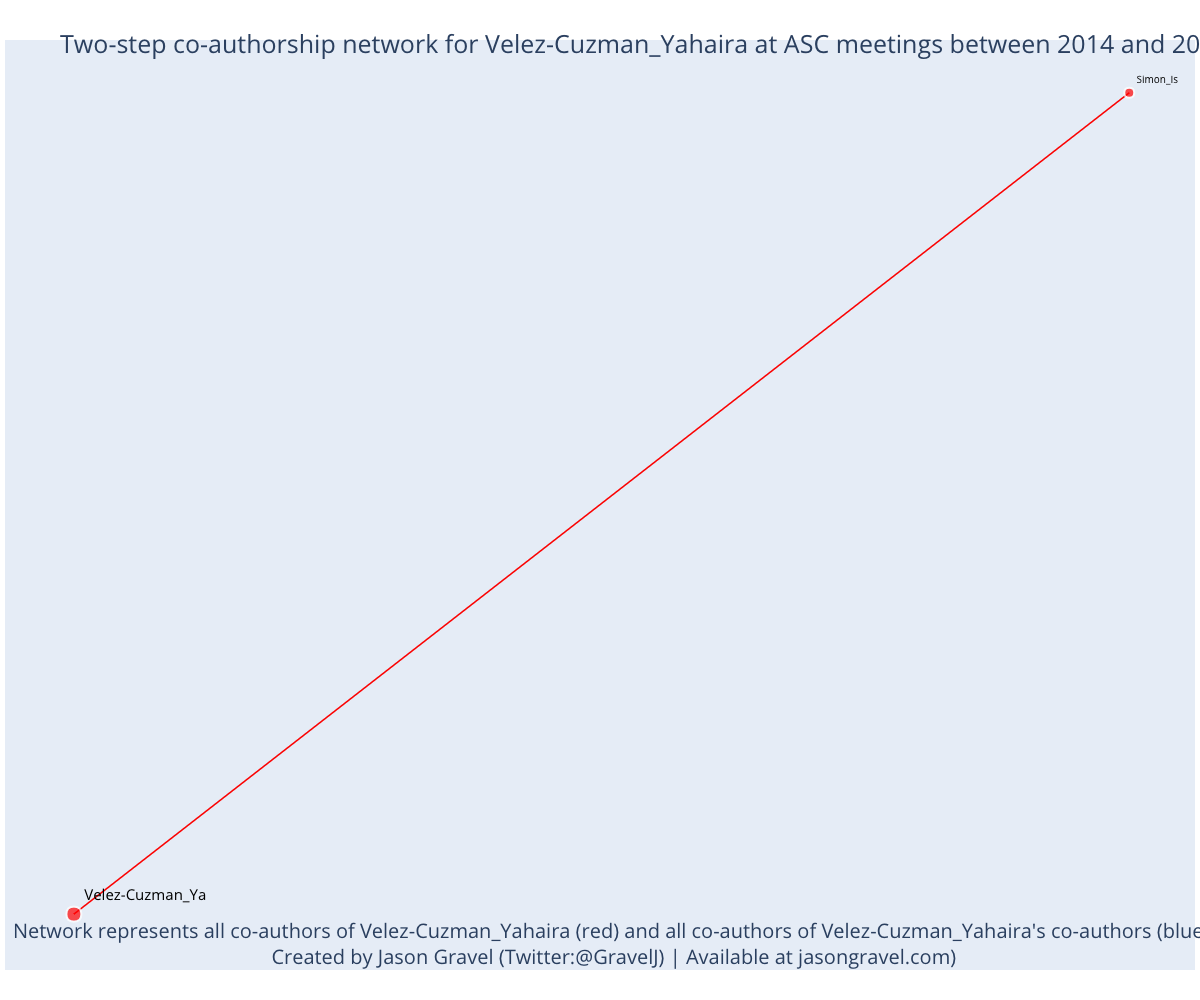 Two-step co-authorship network for Velez-Cuzman_Yahaira at ASC meetings between 2014 and 20
Simon_Is
Velez-Cuzman_Ya
Network represents all co-authors of Velez-Cuzman_Yahaira (red) and all co-authors of Velez-Cuzman_Yahaira's co-authors (blue
Created by Jason Gravel (Twitter:@GravelJ) | Available at jasongravel.com)